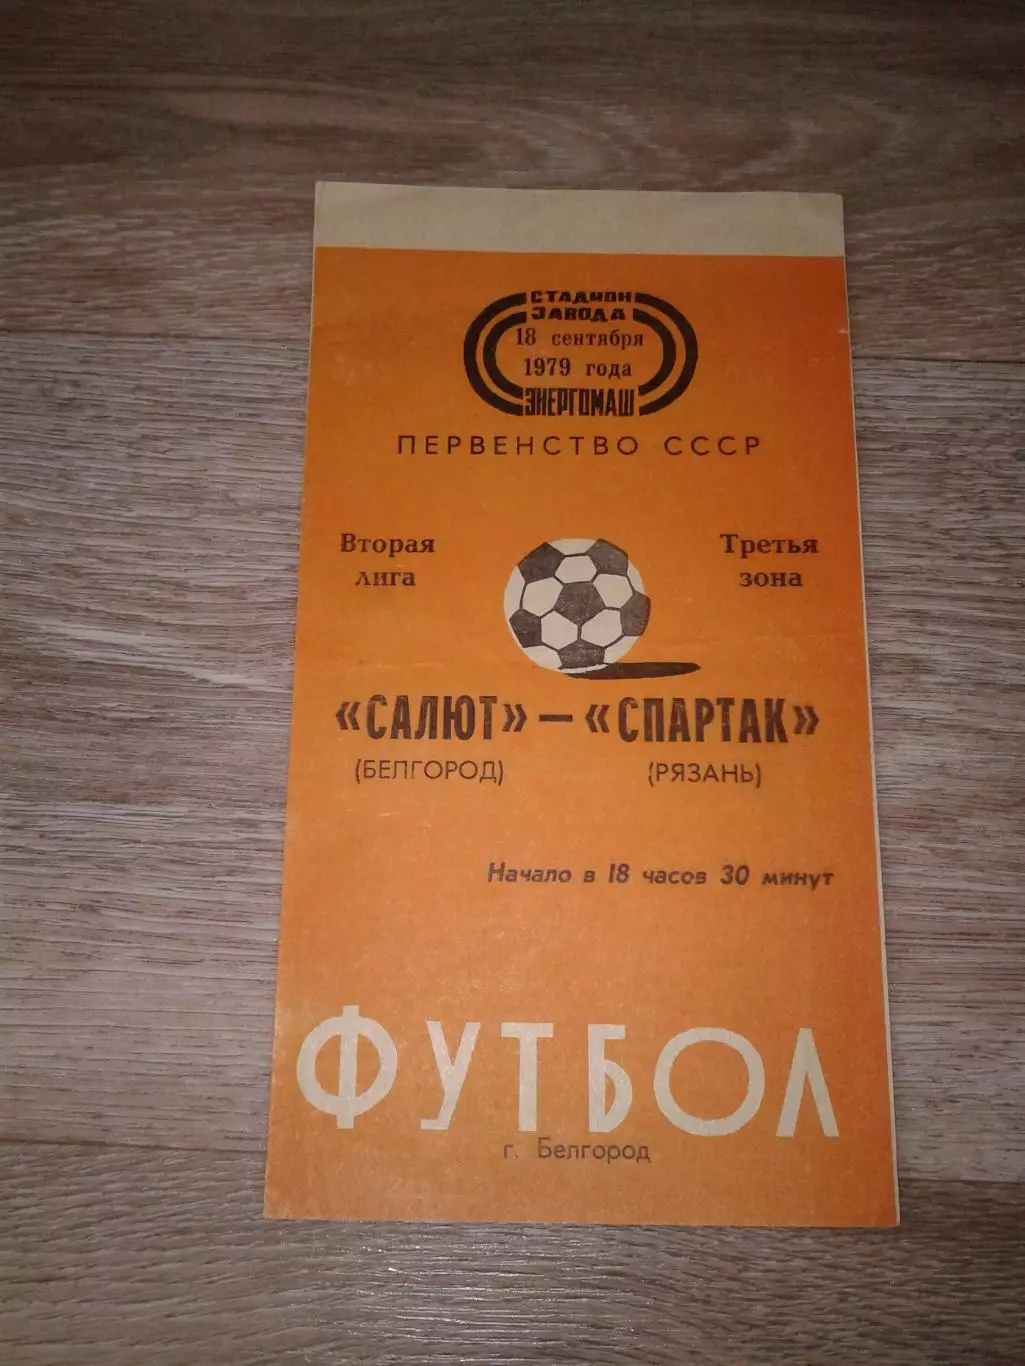 СТАДИОН
ЗАВОДА
18 сентября
1979 года
ЭНЕРГОМАШ
ПЕРВЕНСТВО СССР
Вторая
лига
Третья
зона
«САЛЮТ» — «СПАРТАК»
(БЕЛГОРОД)
(РЯЗАНЬ)
Начало в 18 часов 30 минут
ФУТБОЛ
г. Белгород